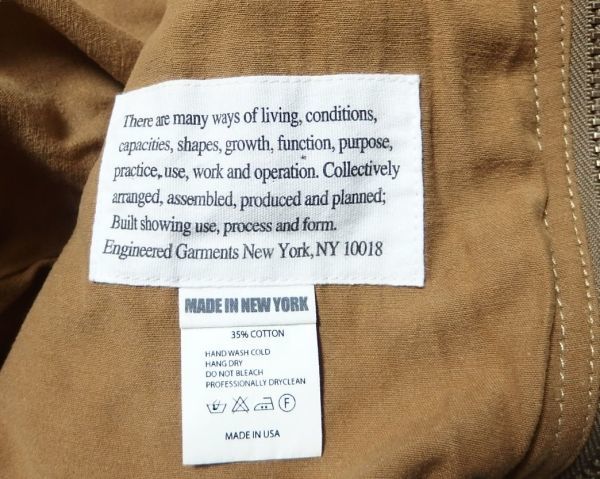 There are many ways of living, conditions,
capacities, shapes, growth, function, purpose,
practice, use, work and operation. Collectively
arranged, assembled, produced and planned;
Built showing use, process and form.
Engineered Garments New York, NY 10018
MADE IN NEW YORK
35% COTTON
HAND WASH COLD
HANG DRY
DO NOT BLEACH
PROFESSIONALLY DRYCLEAN
F
MADE IN USA